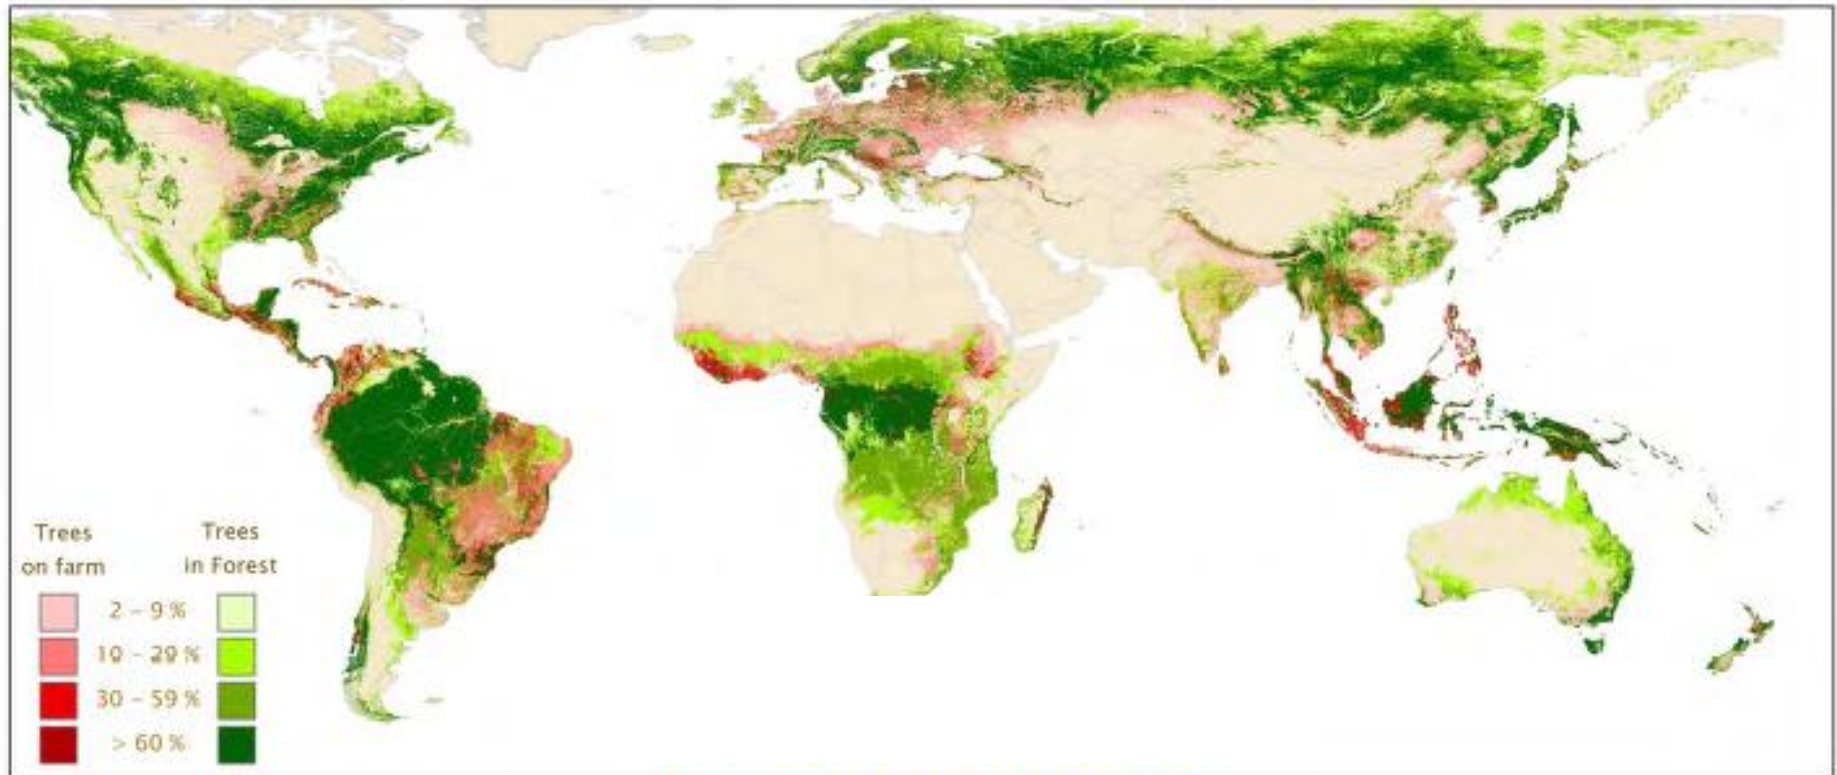 Trees Trees
on farm in Forest
2 – 9 %
10 – 29 %
30 – 59 %
> 60 %